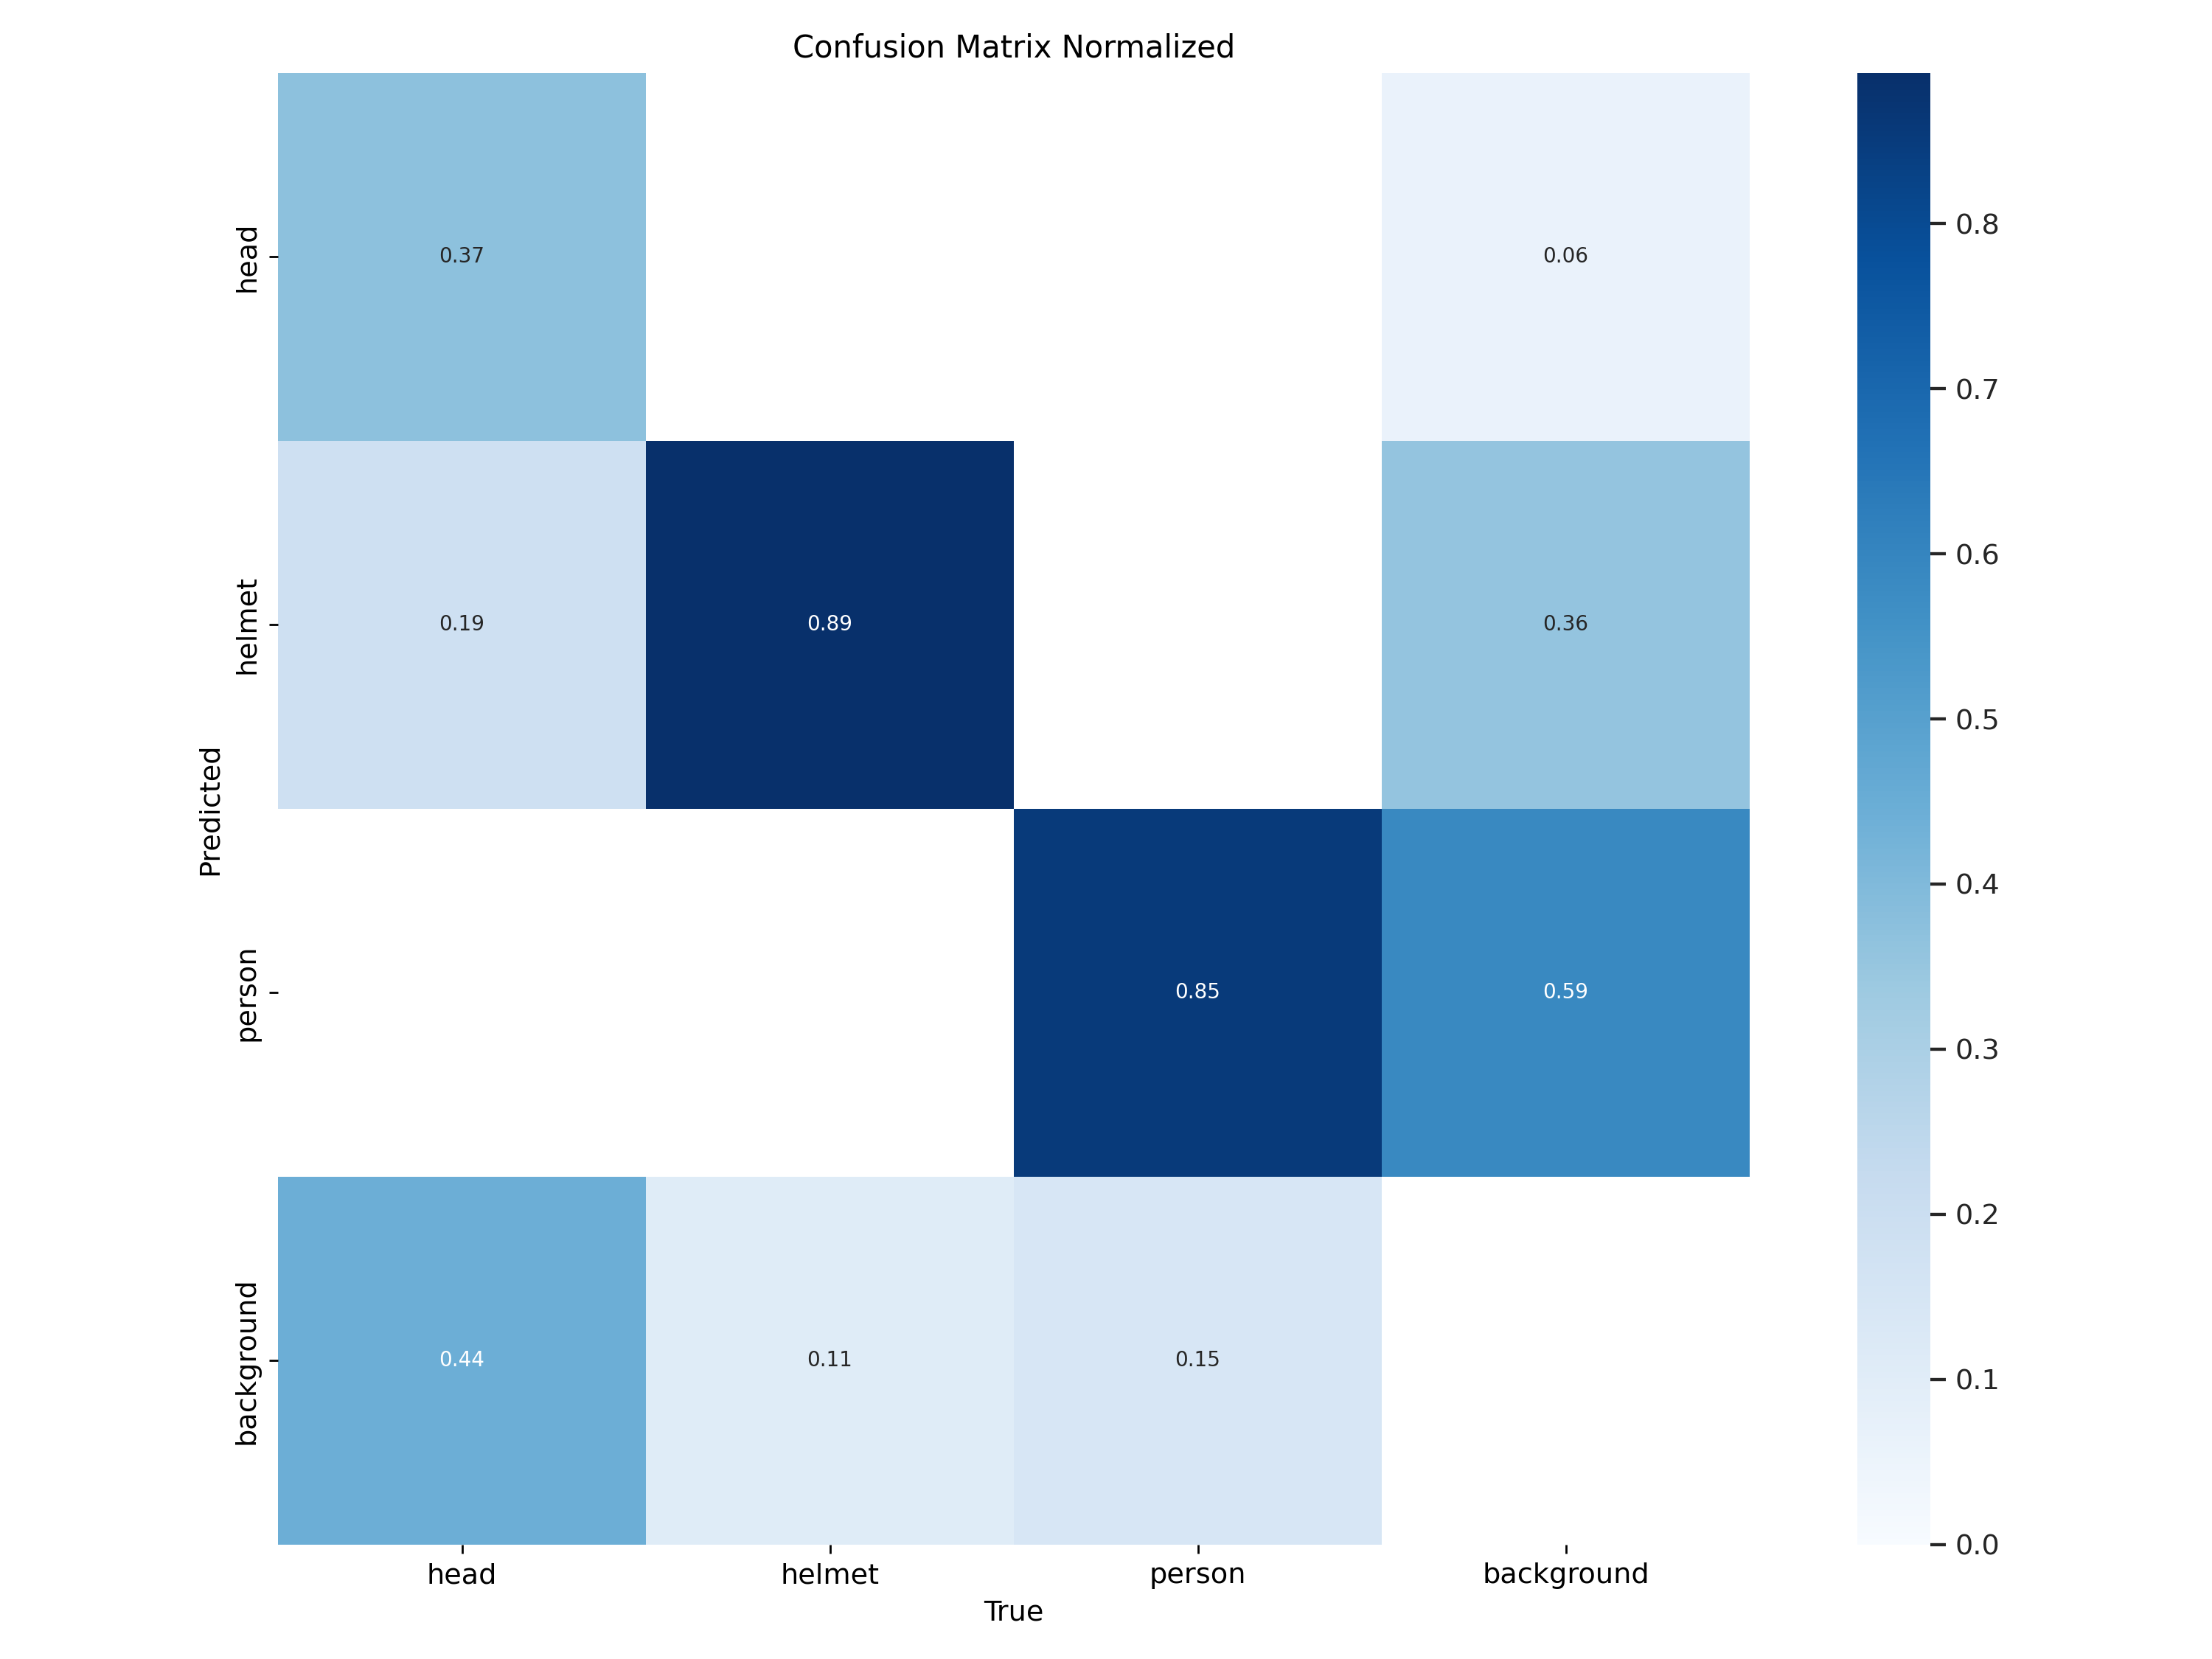 Confusion Matrix Normalized
head
0.37
0.06
helmet
0.19
0.89
0.36
person
0.85
0.59
background
0.44
0.11
0.15
Predicted
head
helmet
person
background
True
0.8
0.7
0.6
0.5
0.4
0.3
0.2
0.1
0.0